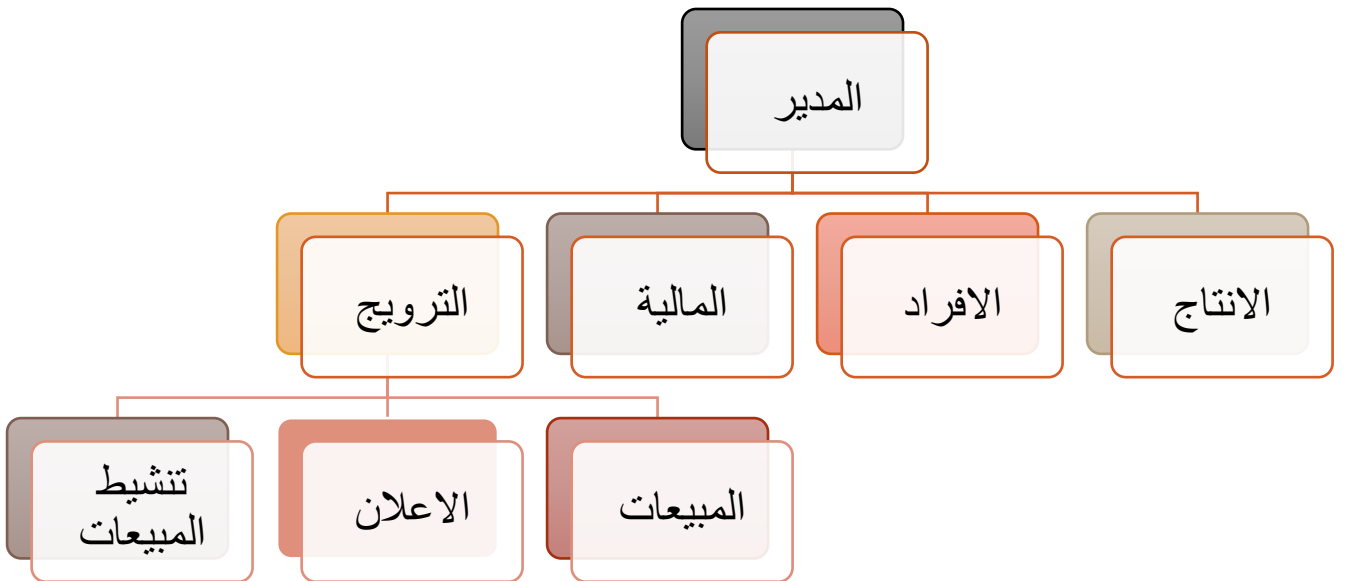 المدير
الانتاج
الافراد
المالية
الترويج
المبيعات
الاعلان
تنشيط
المبيعات